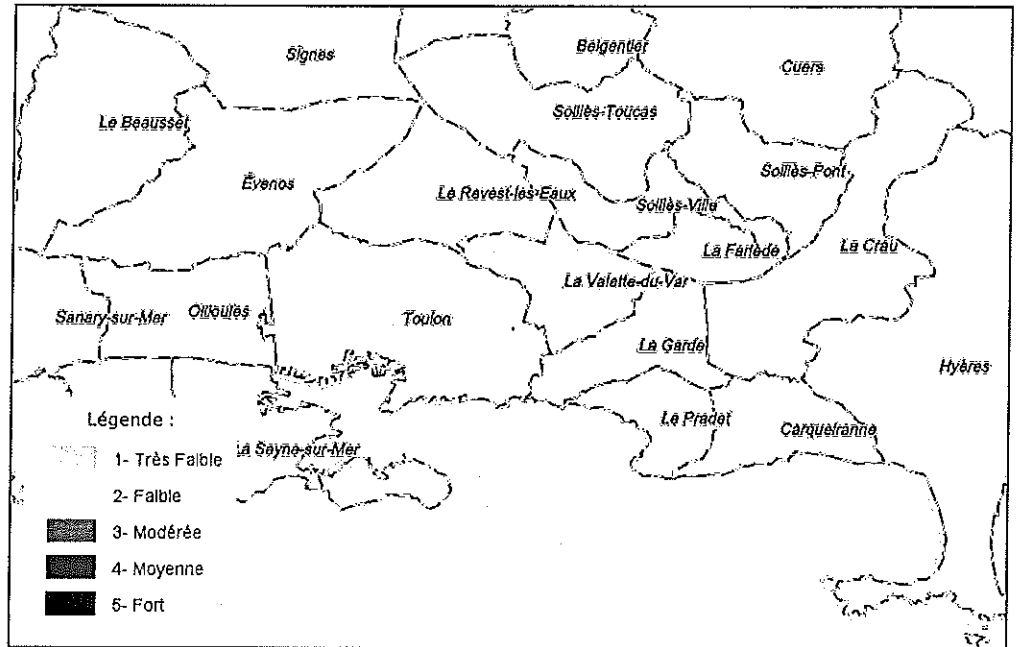 Signes
Belgentier
Cuers
Le Beausset
Solliès-Toucas
Évenos
Solliès-Pont
Le Revest-les-Eaux
Solliès-Ville
La Farlède
La Crau
La Valette-du-Var
Sanary-sur-Mer
Ollioules
Toulon
La Garde
Hyères
Légende :
Le Pradet
Carqueiranne
La Seyne-sur-Mer
1- Très Faible
2- Faible
3- Modérée
4- Moyenne
5- Fort